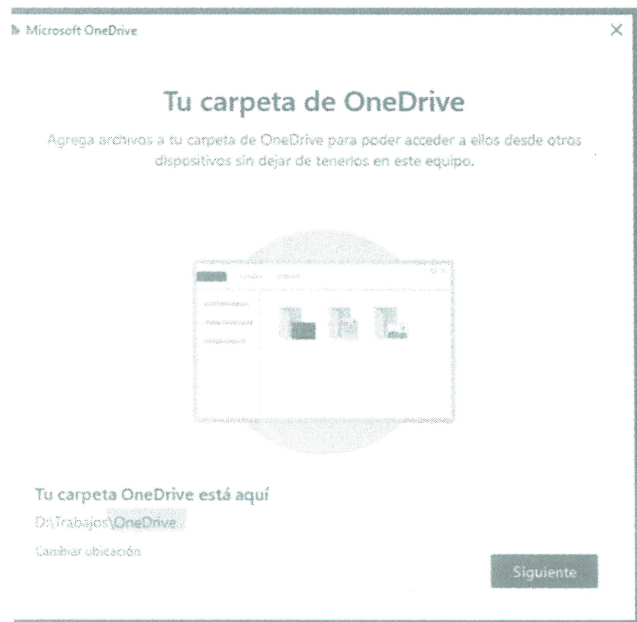 Microsoft OneDrive
Tu carpeta de OneDrive
Agrega archivos a tu carpeta de OneDrive para poder acceder a ellos desde otros
dispositivos sin dejar de tenerlos en este equipo.
Tu carpeta OneDrive está aquí
D:\Trabajos\OneDrive
Cambiar ubicación
Siguiente